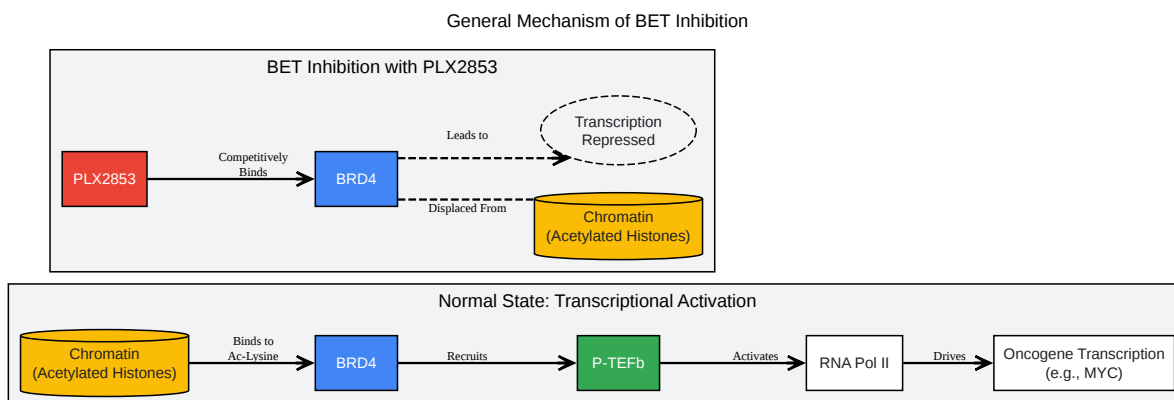 General Mechanism of BET Inhibition
BET Inhibition with PLX2853
PLX2853
Competitively
Binds
BRD4
Leads to
Transcription
Repressed
Displaced From
Chromatin
(Acetylated Histones)
Normal State: Transcriptional Activation
Chromatin
(Acetylated Histones)
Binds to
Ac-Lysine
BRD4
Recruits
P-TEFb
Activates
RNA Pol II
Drives
Oncogene Transcription
(e.g., MYC)